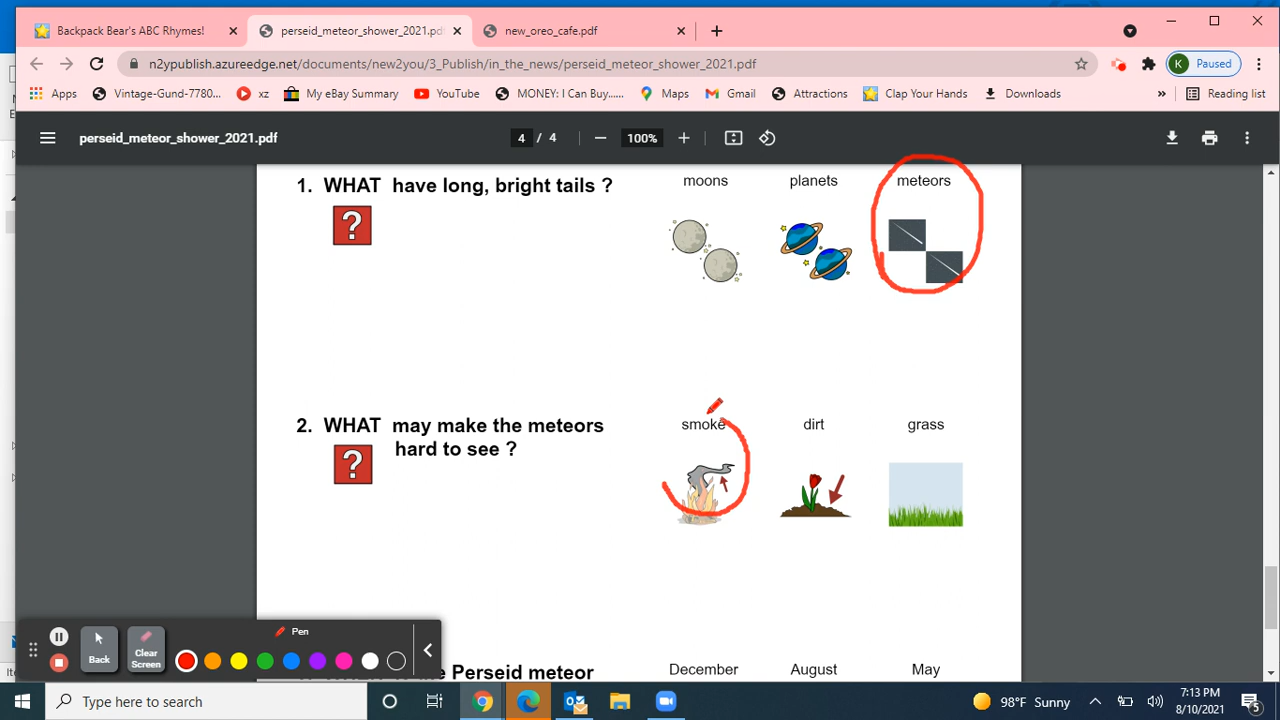 Backpack Bear's ABC Rhymes!
perseid_meteor_shower_2021.pdf
new_oreo_cafe.pdf
n2ypublish.azureedge.net/documents/new2you/3_Publish/in_the_news/perseid_meteor_shower_2021.pdf
K Paused
Apps Vintage-Gund-7780... xz My eBay Summary YouTube MONEY: I Can Buy...... Maps Gmail Attractions Clap Your Hands Downloads » Reading list
perseid_meteor_shower_2021.pdf 4 / 4 100%
1. WHAT have long, bright tails ? moons planets meteors
?
2. WHAT may make the meteors smoke dirt grass
hard to see ?
?
Pen
Back
Clear Screen
the Perseid meteor December August May
Type here to search
98°F Sunny
7:13 PM
8/10/2021
5